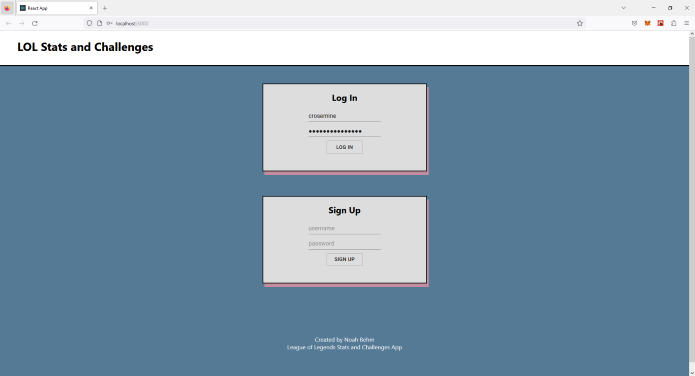 React App
localhost:3000
LOL Stats and Challenges
Log In
crosemine
•••••••••••••••
LOG IN
Sign Up
username
password
SIGN UP
Created by Noah Behm
League of Legends Stats and Challenges App